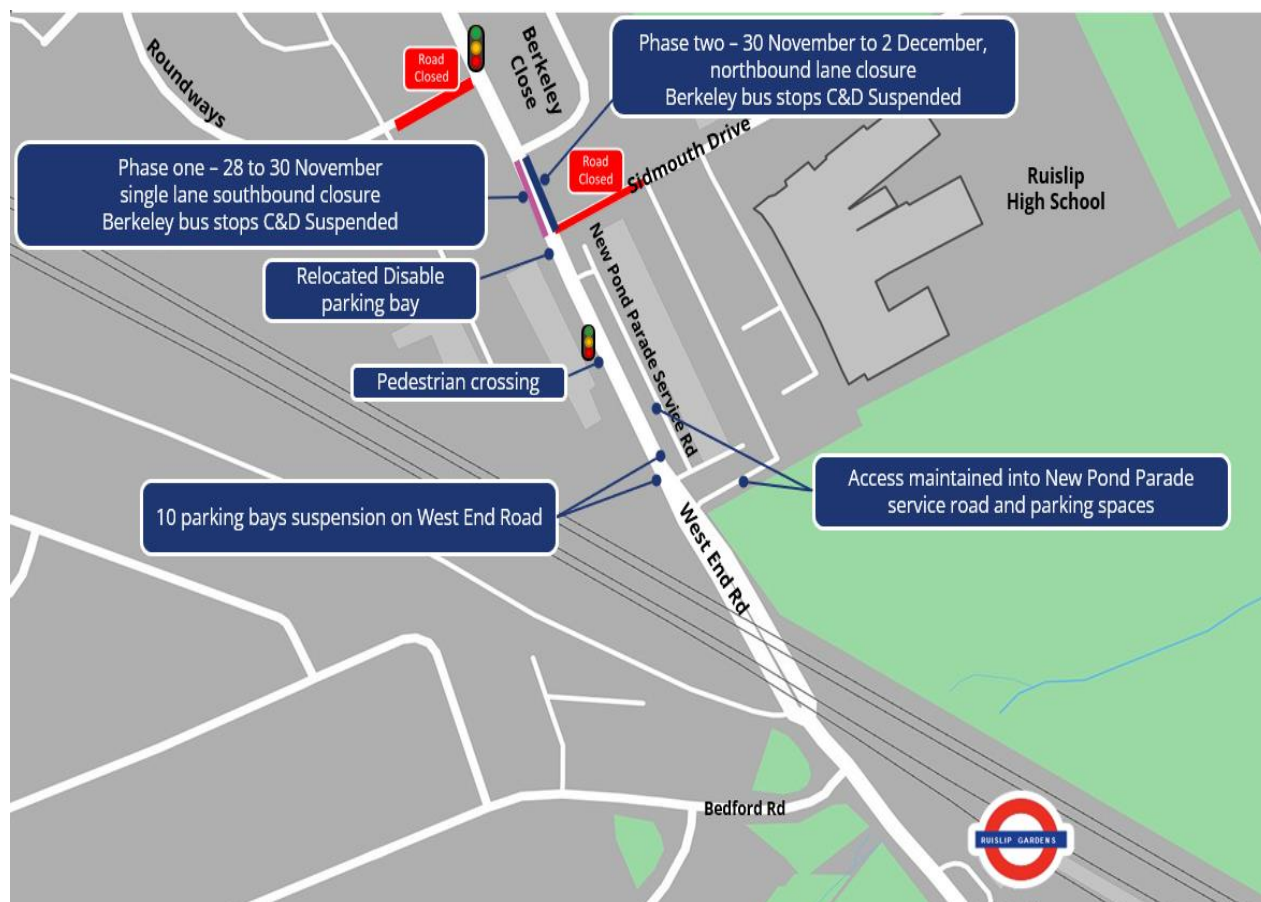 Roundways
Road
Closed
Berkeley
Close
Phase two – 30 November to 2 December,
northbound lane closure
Berkeley bus stops C&D Suspended
Phase one – 28 to 30 November
single lane southbound closure
Berkeley bus stops C&D Suspended
Road
Closed
Sidmouth Drive
Ruislip
High School
Relocated Disable
parking bay
New Pond Parade Service Rd
Pedestrian crossing
10 parking bays suspension on West End Road
Access maintained into New Pond Parade
service road and parking spaces
West End Rd
Bedford Rd
RUISLIP GARDENS